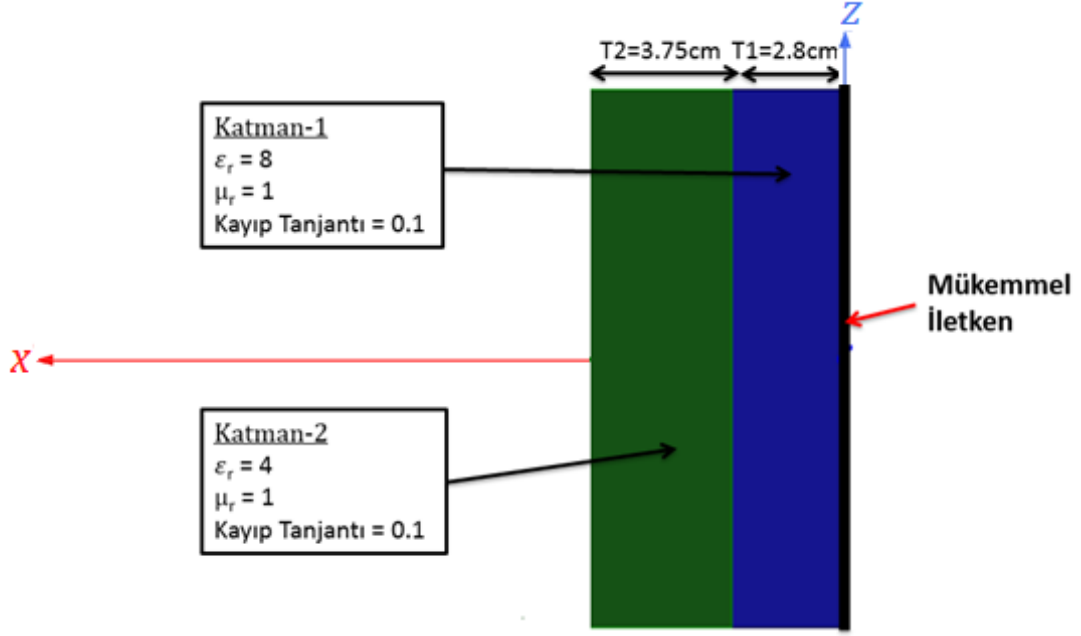 Z
T2=3.75cm T1=2.8cm
Katman-1
εᵣ = 8
μᵣ = 1
Kayıp Tanjantı = 0.1
Mükemmel
İletken
X
Katman-2
εᵣ = 4
μᵣ = 1
Kayıp Tanjantı = 0.1